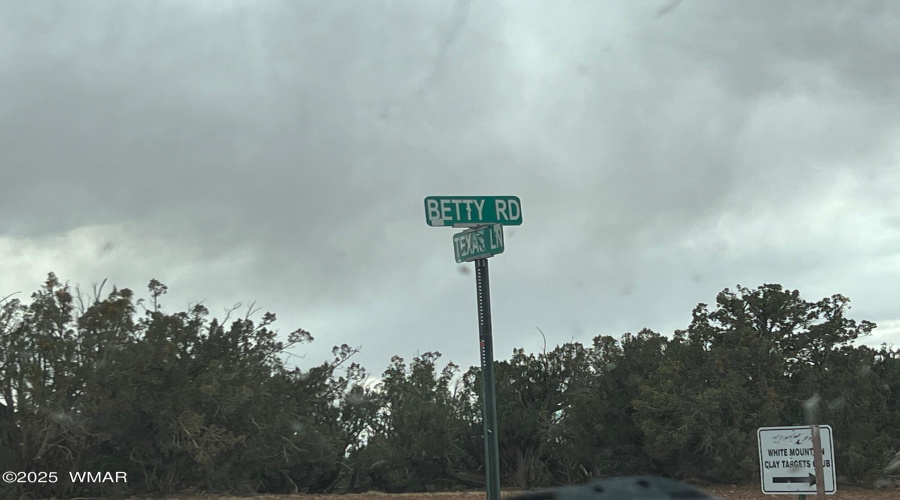 BETTY RD
TEXAS LN
WHITE MOUNTAIN
CLAY TARGETS CLUB
©2025 WMAR